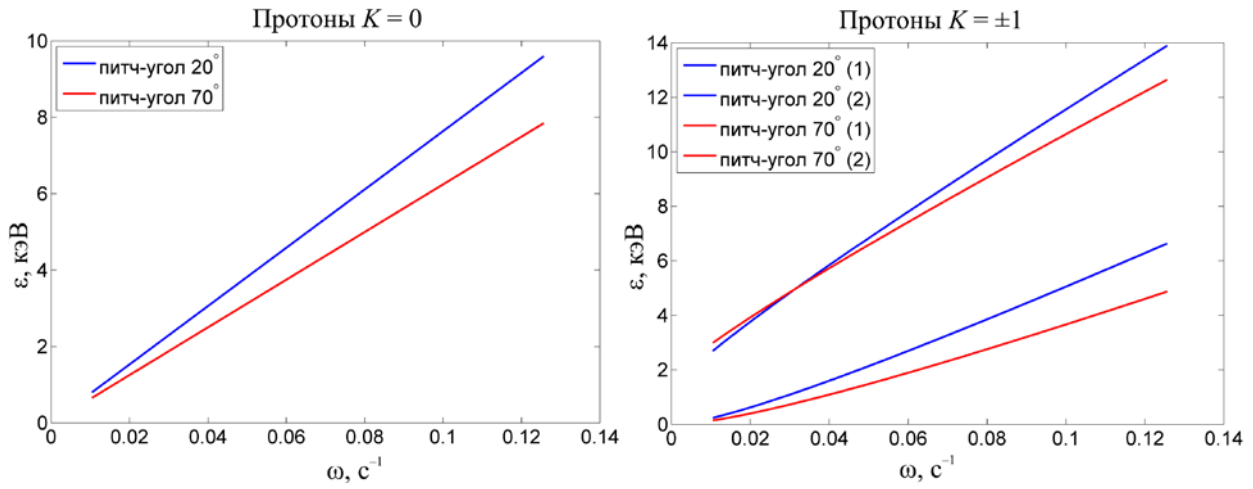 Протоны K = 0
10
8
6
4
2
0
ε, кэВ
питч-угол 20°
питч-угол 70°
0 0.02 0.04 0.06 0.08 0.1 0.12 0.14
ω, с⁻¹
Протоны K = ±1
14
12
10
8
6
4
2
0
ε, кэВ
питч-угол 20° (1)
питч-угол 20° (2)
питч-угол 70° (1)
питч-угол 70° (2)
0 0.02 0.04 0.06 0.08 0.1 0.12 0.14
ω, с⁻¹